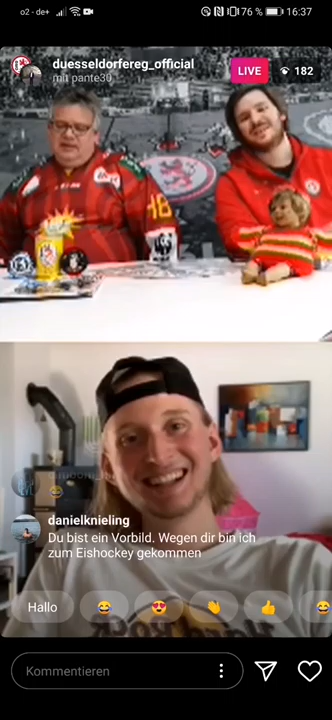 o2 - de+
76 %
16:37
duesseldorfereg_official
mit pante30
LIVE
182
48
danielknieling
Du bist ein Vorbild. Wegen dir bin ich
zum Eishockey gekommen
Hallo
Kommentieren